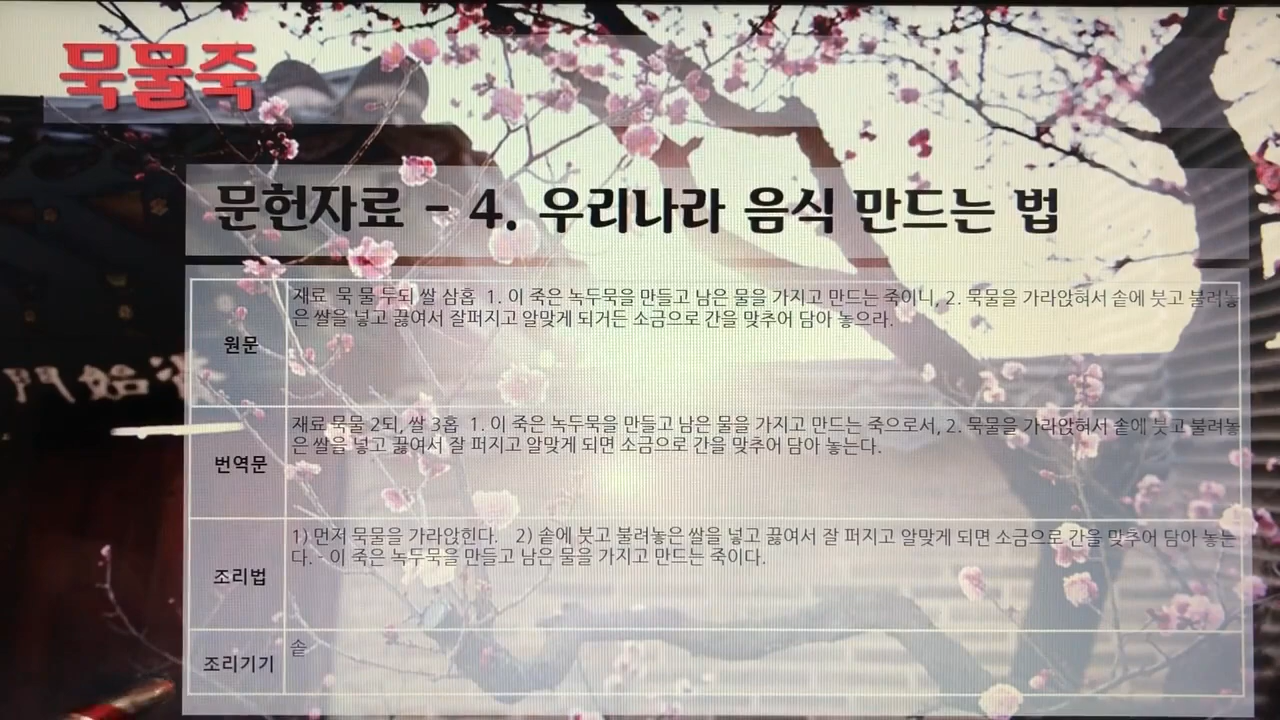 묵물죽
문헌자료 - 4. 우리나라 음식 만드는 법
원문
재료 묵 물 두되 쌀 삼홉 1. 이 죽은 녹두묵을 만들고 남은 물을 가지고 만드는 죽이니, 2. 묵물을 가라앉혀서 솥에 붓고 불려놓
은 쌀을 넣고 끓여서 잘퍼지고 알맞게 되거든 소금으로 간을 맞추어 담아 놓으라.
번역문
재료 묵물 2되, 쌀 3홉 1. 이 죽은 녹두묵을 만들고 남은 물을 가지고 만드는 죽으로서, 2. 묵물을 가라앉혀서 솥에 붓고 불려놓
은 쌀을 넣고 끓여서 잘 퍼지고 알맞게 되면 소금으로 간을 맞추어 담아 놓는다.
조리법
1) 먼저 묵물을 가라앉힌다. 2) 솥에 붓고 불려놓은 쌀을 넣고 끓여서 잘 퍼지고 알맞게 되면 소금으로 간을 맞추어 담아 놓는
다. 이 죽은 녹두묵을 만들고 남은 물을 가지고 만드는 죽이다.
조리기기
솥
門始